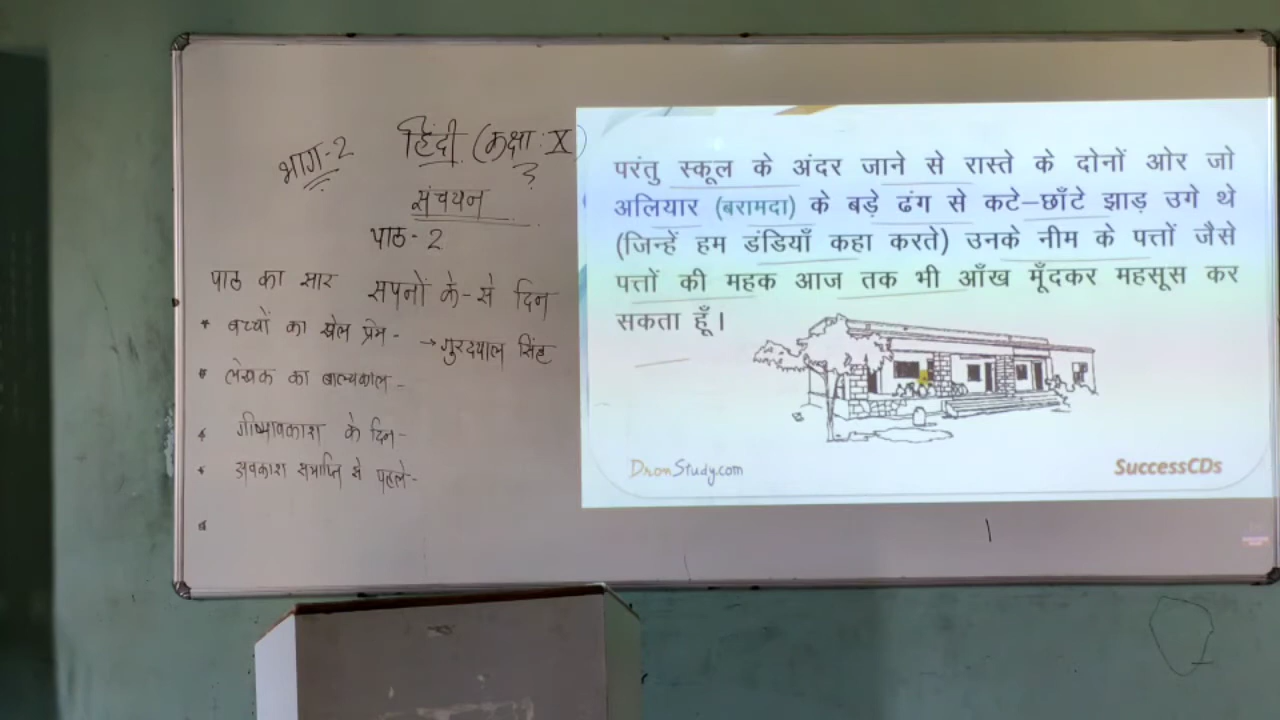 भाग-2
हिंदी (कक्षा : X)
संचयन
पाठ - 2
पाठ का सार
सपनों के-से दिन
* बच्चों का खेल प्रेम -
→ गुरदयाल सिंह
* लेखक का बाल्यकाल -
* ग्रीष्मावकाश के दिन -
* अवकाश समाप्ति से पहले -
परंतु स्कूल के अंदर जाने से रास्ते के दोनों ओर जो
अलियार (बरामदा) के बड़े ढंग से कटे-छाँटे झाड़ उगे थे
(जिन्हें हम डंडियाँ कहा करते) उनके नीम के पत्तों जैसे
पत्तों की महक आज तक भी आँख मूँदकर महसूस कर
सकता हूँ।
DronStudy.com
SuccessCDs